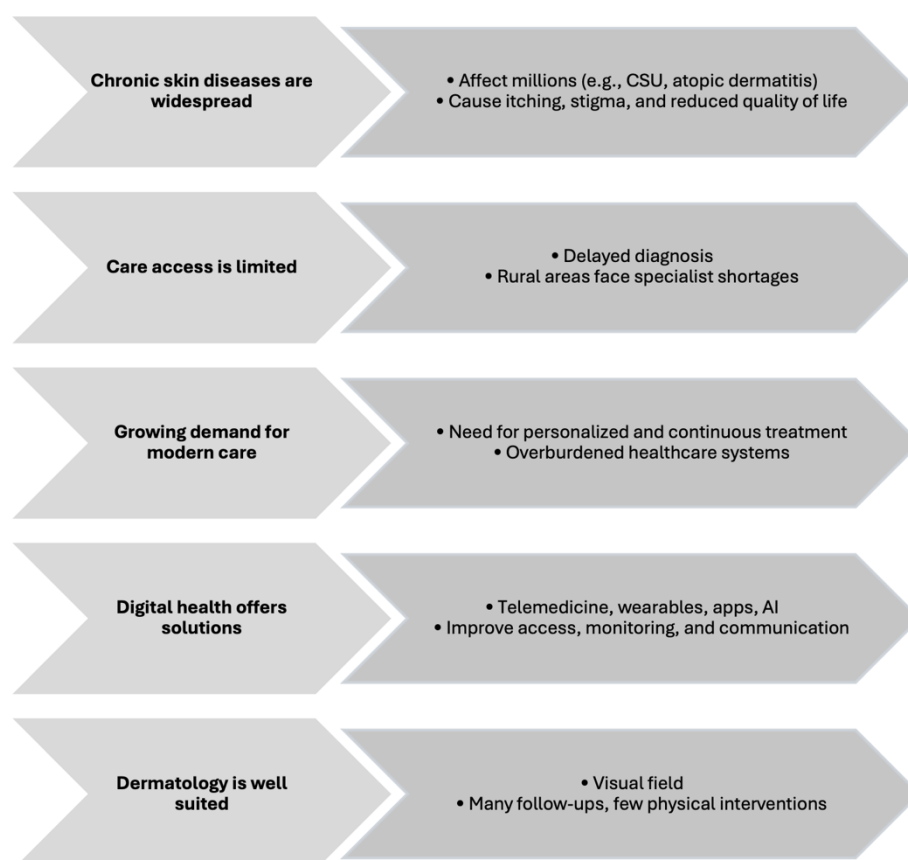 Chronic skin diseases are
widespread
• Affect millions (e.g., CSU, atopic dermatitis)
• Cause itching, stigma, and reduced quality of life
Care access is limited
• Delayed diagnosis
• Rural areas face specialist shortages
Growing demand for
modern care
• Need for personalized and continuous treatment
• Overburdened healthcare systems
Digital health offers
solutions
• Telemedicine, wearables, apps, AI
• Improve access, monitoring, and communication
Dermatology is well
suited
• Visual field
• Many follow-ups, few physical interventions